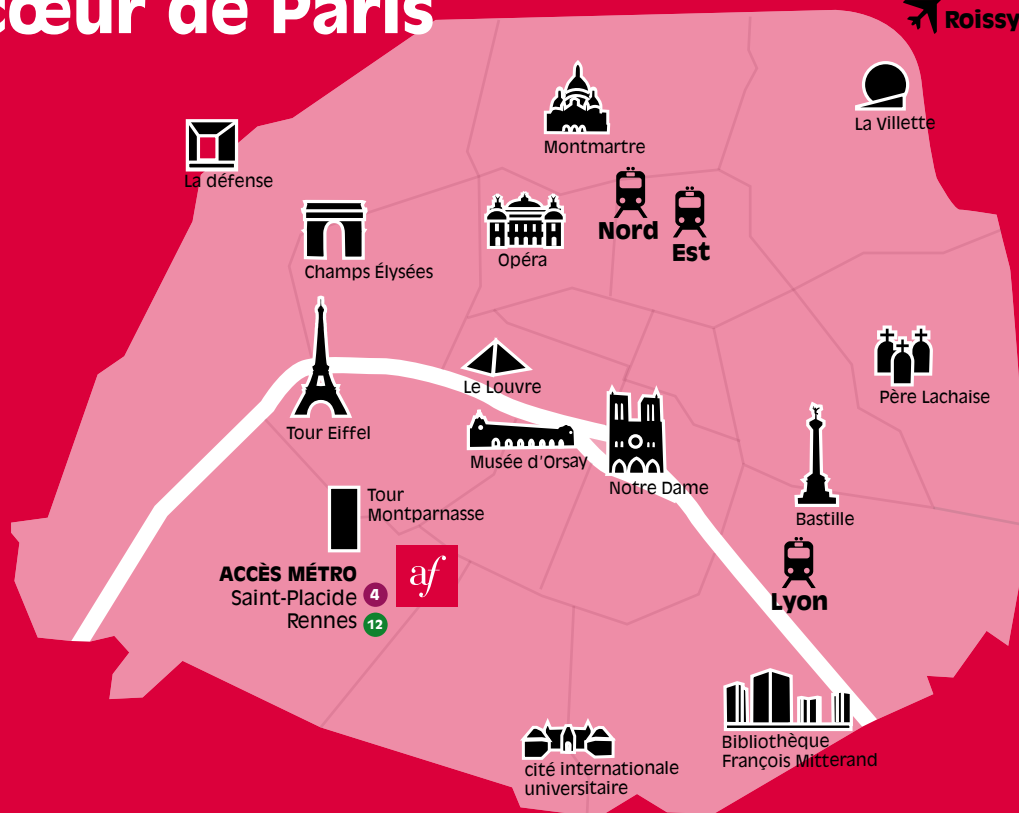 cœur de Paris
Roissy
La Villette
Montmartre
La défense
Nord
Est
Opéra
Champs Élysées
Le Louvre
Père Lachaise
Tour Eiffel
Musée d'Orsay
Notre Dame
Tour
Montparnasse
Bastille
ACCÈS MÉTRO
Saint-Placide 4
Rennes 12
af
Lyon
Bibliothèque
François Mitterand
cité internationale
universitaire